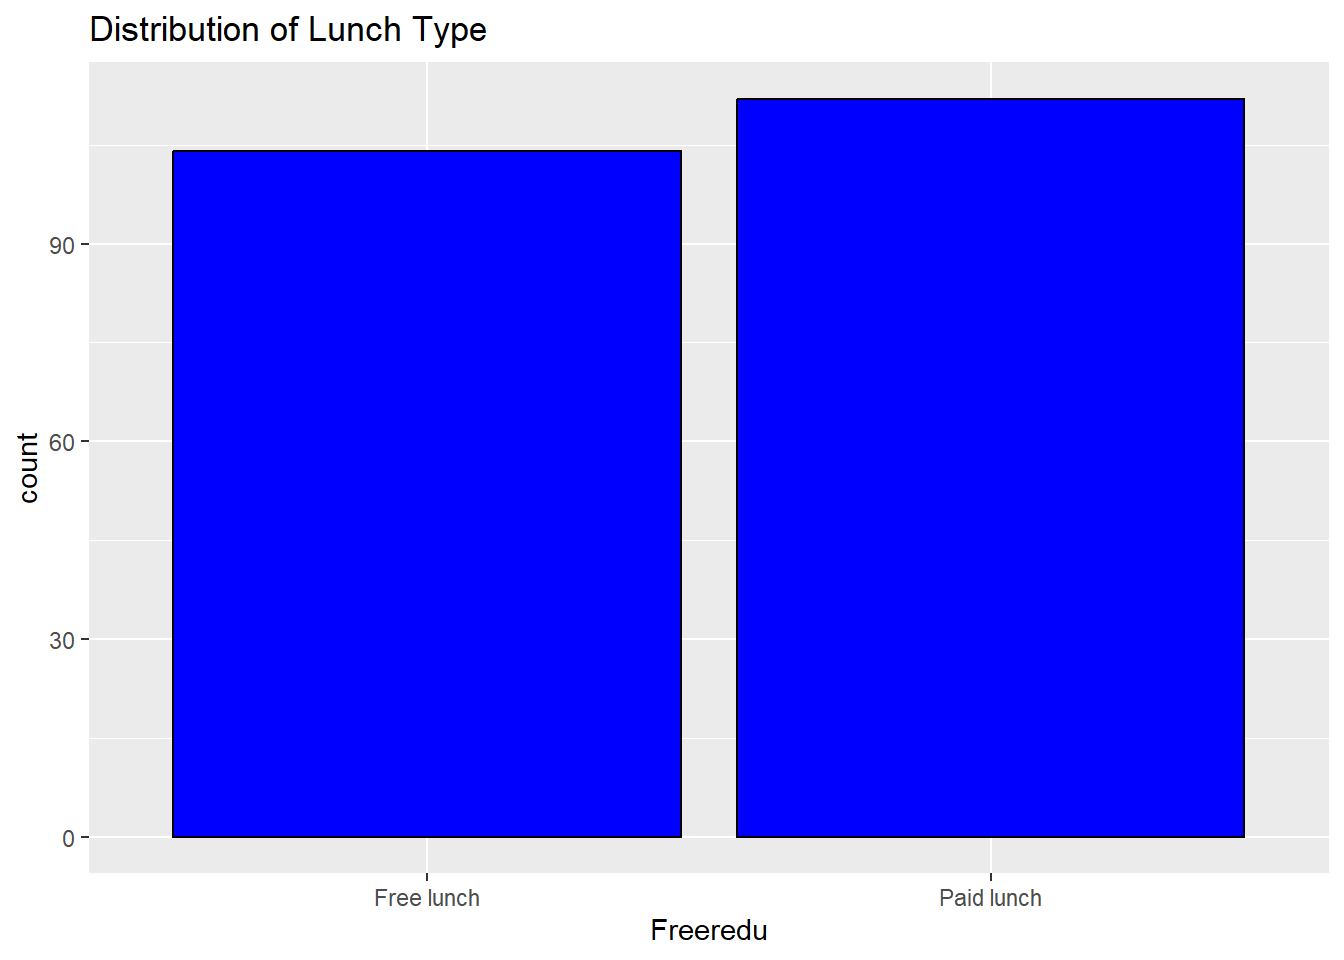 Distribution of Lunch Type
count
90
60
30
0
Free lunch
Paid lunch
Freeredu